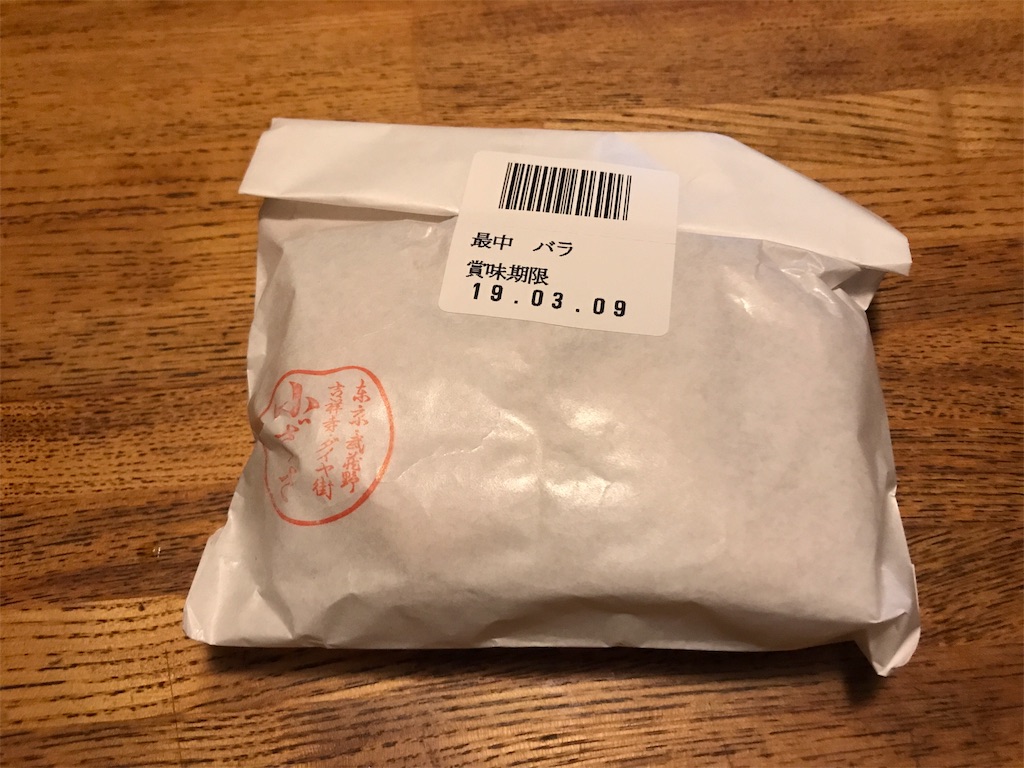 最中　バラ
賞味期限
19.03.09
東京・武蔵野
吉祥寺ダイヤ街
小ざさ